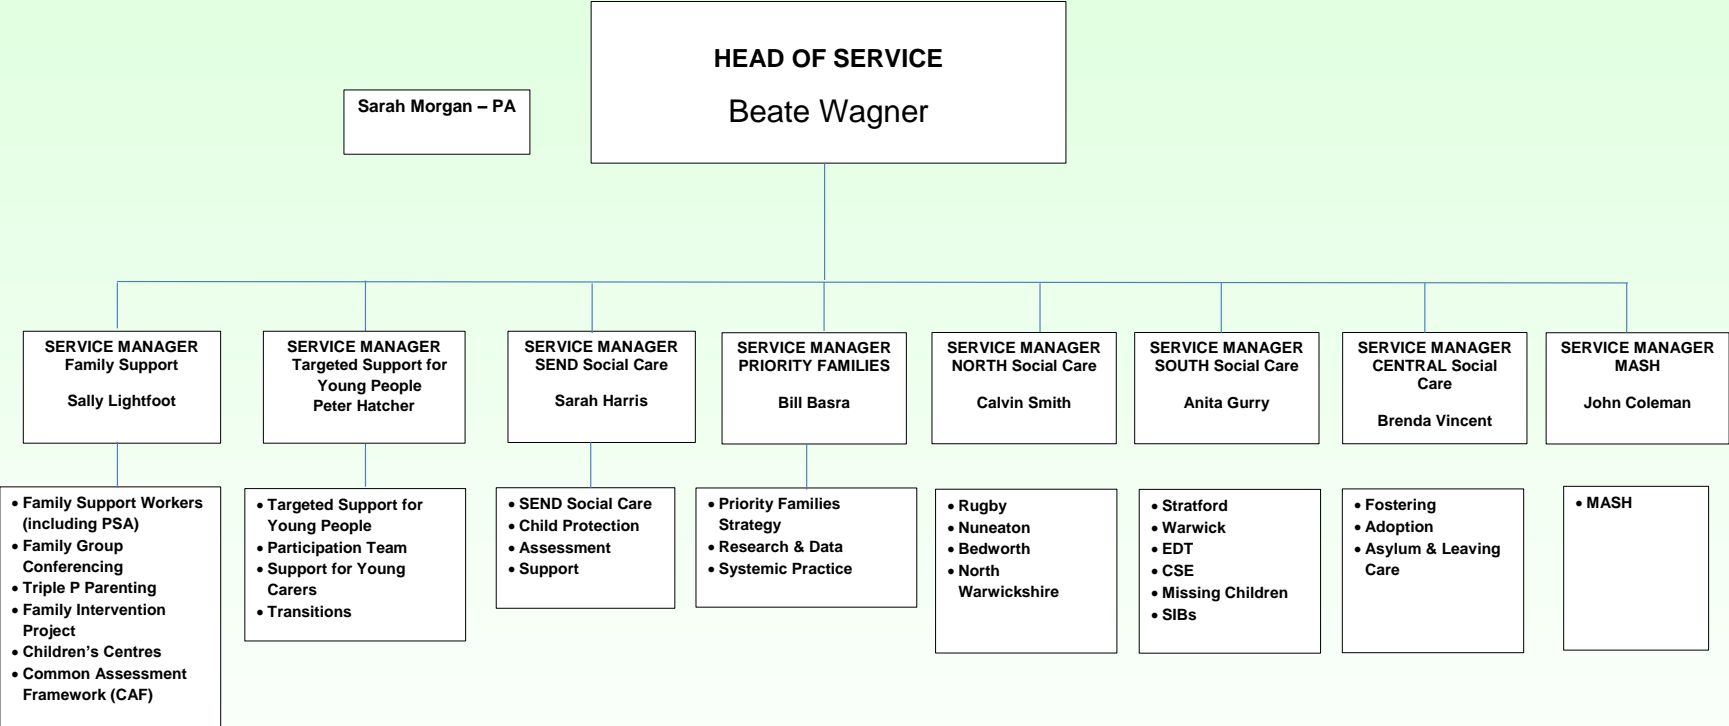 HEAD OF SERVICE
Beate Wagner
Sarah Morgan – PA
SERVICE MANAGER
Family Support
Sally Lightfoot
SERVICE MANAGER
Targeted Support for
Young People
Peter Hatcher
SERVICE MANAGER
SEND Social Care
Sarah Harris
SERVICE MANAGER
PRIORITY FAMILIES
Bill Basra
SERVICE MANAGER
NORTH Social Care
Calvin Smith
SERVICE MANAGER
SOUTH Social Care
Anita Gurry
SERVICE MANAGER
CENTRAL Social
Care
Brenda Vincent
SERVICE MANAGER
MASH
John Coleman
• Family Support Workers
(including PSA)
• Family Group
Conferencing
• Triple P Parenting
• Family Intervention
Project
• Children’s Centres
• Common Assessment
Framework (CAF)
• Targeted Support for
Young People
• Participation Team
• Support for Young
Carers
• Transitions
• SEND Social Care
• Child Protection
• Assessment
• Support
• Priority Families
Strategy
• Research & Data
• Systemic Practice
• Rugby
• Nuneaton
• Bedworth
• North
Warwickshire
• Stratford
• Warwick
• EDT
• CSE
• Missing Children
• SIBs
• Fostering
• Adoption
• Asylum & Leaving
Care
• MASH